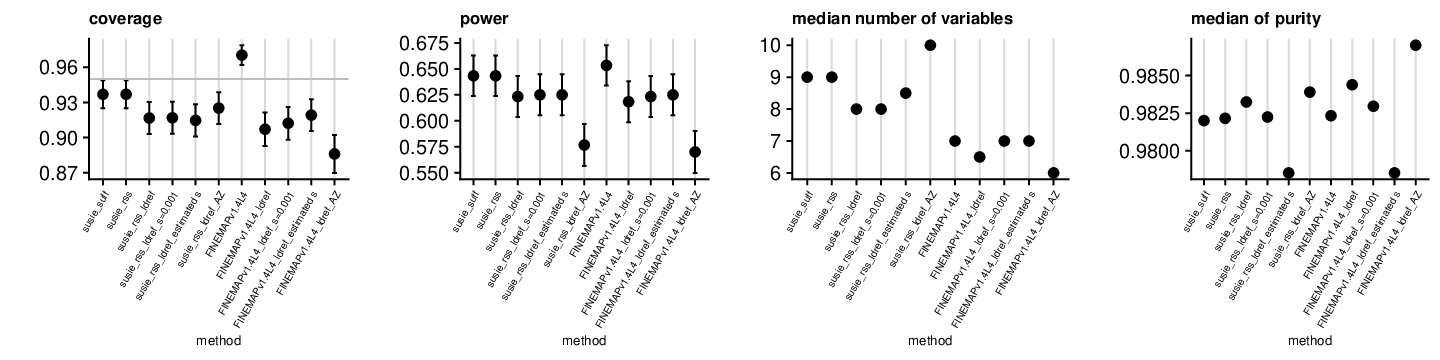 coverage
0.96
0.93
0.90
0.87
susie_suff
susie_rss
susie_rss_ldref
susie_rss_ldref_s=0.001
susie_rss_ldref_estimated s
susie_rss_ldref_AZ
FINEMAPv1.4L4
FINEMAPv1.4L4_ldref
FINEMAPv1.4L4_ldref_s=0.001
FINEMAPv1.4L4_ldref_estimated s
FINEMAPv1.4L4_ldref_AZ
method
power
0.675
0.650
0.625
0.600
0.575
0.550
susie_suff
susie_rss
susie_rss_ldref
susie_rss_ldref_s=0.001
susie_rss_ldref_estimated s
susie_rss_ldref_AZ
FINEMAPv1.4L4
FINEMAPv1.4L4_ldref
FINEMAPv1.4L4_ldref_s=0.001
FINEMAPv1.4L4_ldref_estimated s
FINEMAPv1.4L4_ldref_AZ
method
median number of variables
10
9
8
7
6
susie_suff
susie_rss
susie_rss_ldref
susie_rss_ldref_s=0.001
susie_rss_ldref_estimated s
susie_rss_ldref_AZ
FINEMAPv1.4L4
FINEMAPv1.4L4_ldref
FINEMAPv1.4L4_ldref_s=0.001
FINEMAPv1.4L4_ldref_estimated s
FINEMAPv1.4L4_ldref_AZ
method
median of purity
0.9850
0.9825
0.9800
susie_suff
susie_rss
susie_rss_ldref
susie_rss_ldref_s=0.001
susie_rss_ldref_estimated s
susie_rss_ldref_AZ
FINEMAPv1.4L4
FINEMAPv1.4L4_ldref
FINEMAPv1.4L4_ldref_s=0.001
FINEMAPv1.4L4_ldref_estimated s
FINEMAPv1.4L4_ldref_AZ
method